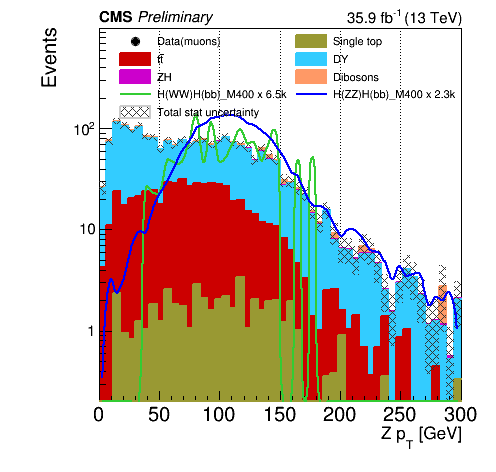 CMS Preliminary 35.9 fb⁻¹ (13 TeV)
Events
Data(muons) Single top
tt̄ DY
ZH Dibosons
H(WW)H(bb)_M400 x 6.5k H(ZZ)H(bb)_M400 x 2.3k
Total stat uncertainty
10²
10
1
0 50 100 150 200 250 300
Z p_T [GeV]